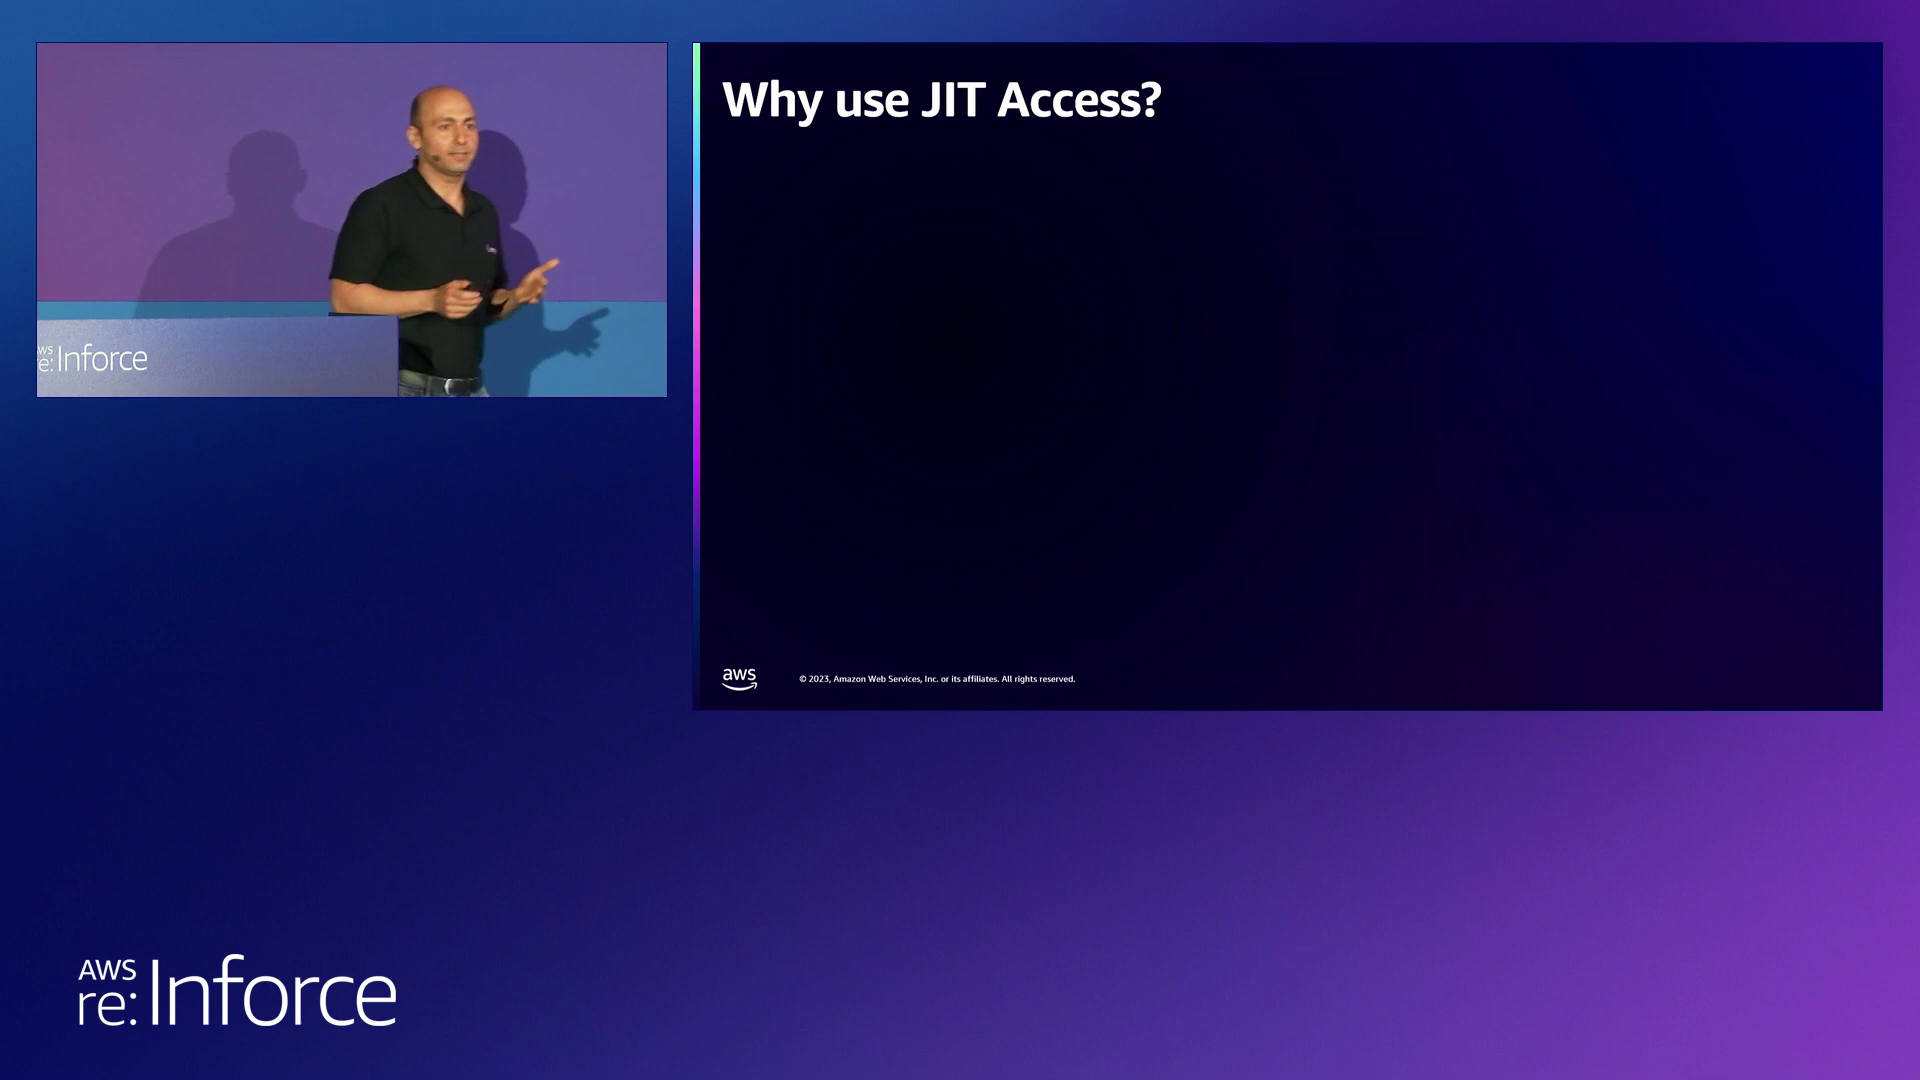 WS
re: Inforce
Why use JIT Access?
aws
© 2023, Amazon Web Services, Inc. or its affiliates. All rights reserved.
AWS
re: Inforce